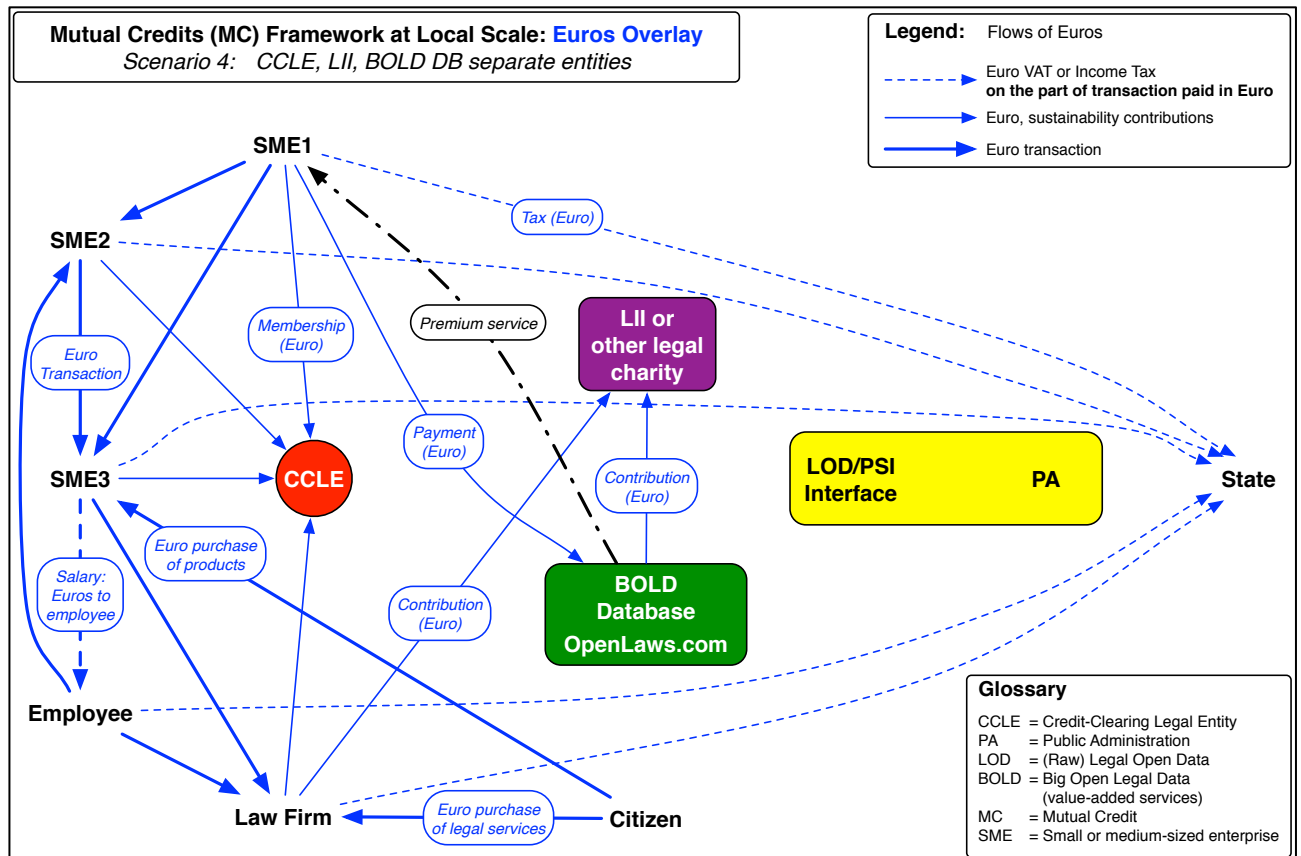 Mutual Credits (MC) Framework at Local Scale: Euros Overlay
Scenario 4: CCLE, LII, BOLD DB separate entities
Legend: Flows of Euros
Euro VAT or Income Tax
on the part of transaction paid in Euro
Euro, sustainability contributions
Euro transaction
SME1
Tax (Euro)
SME2
Premium service
Membership
(Euro)
LII or
other legal
charity
Euro
Transaction
Payment
(Euro)
SME3
CCLE
Contribution
(Euro)
LOD/PSI
Interface
PA
State
Euro purchase
of products
Salary:
Euros to
employee
Contribution
(Euro)
BOLD
Database
OpenLaws.com
Employee
Law Firm
Euro purchase
of legal services
Citizen
Glossary
CCLE = Credit-Clearing Legal Entity
PA = Public Administration
LOD = (Raw) Legal Open Data
BOLD = Big Open Legal Data
(value-added services)
MC = Mutual Credit
SME = Small or medium-sized enterprise